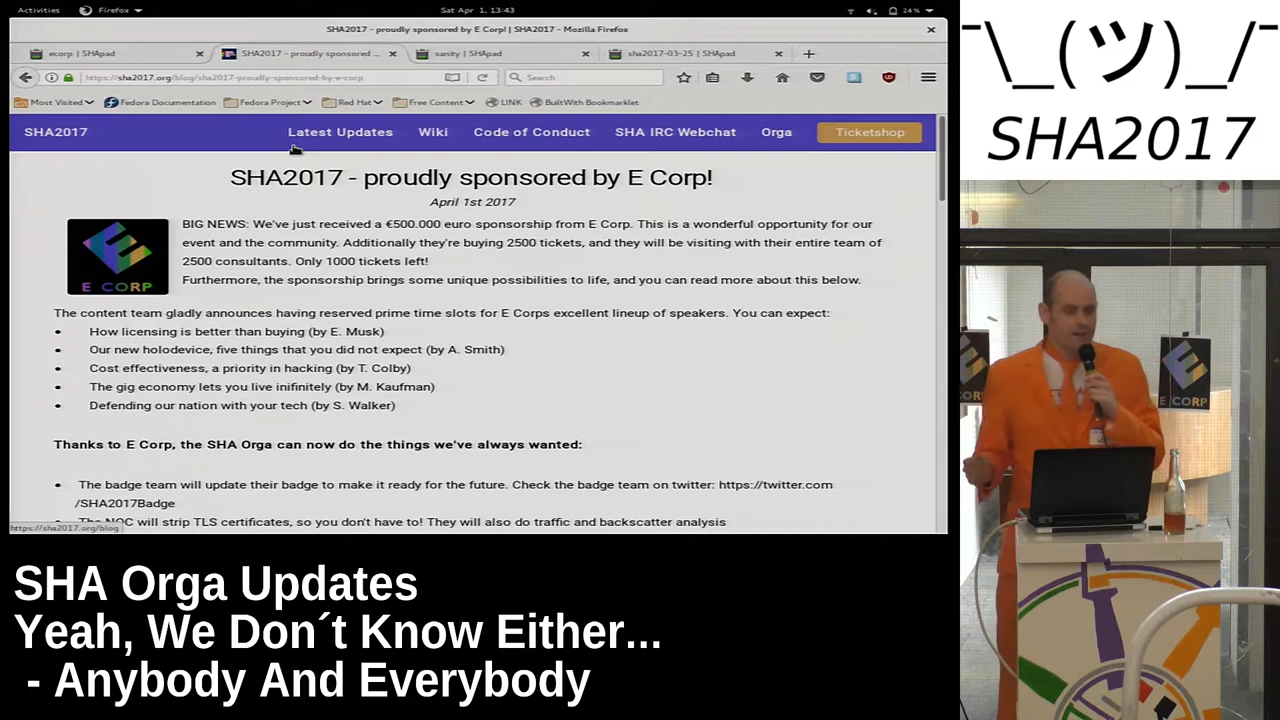 Activities
Firefox
Sat Apr 1, 13:43
24%
SHA2017 - proudly sponsored by E Corp! | SHA2017 - Mozilla Firefox
ecorp | SHApad
SHA2017 - proudly sponsored ...
sanity | SHApad
sha2017-03-25 | SHApad
https://sha2017.org/blog/sha2017-proudly-sponsored-by-e-corp
Search
Most Visited
Fedora Documentation
Fedora Project
Red Hat
Free Content
LINK
BuiltWith Bookmarklet
SHA2017
Latest Updates
Wiki
Code of Conduct
SHA IRC Webchat
Orga
Ticketshop
SHA2017 - proudly sponsored by E Corp!
April 1st 2017
E CORP
BIG NEWS: We've just received a €500.000 euro sponsorship from E Corp. This is a wonderful opportunity for our
event and the community. Additionally they're buying 2500 tickets, and they will be visiting with their entire team of
2500 consultants. Only 1000 tickets left!
Furthermore, the sponsorship brings some unique possibilities to life, and you can read more about this below.
The content team gladly announces having reserved prime time slots for E Corps excellent lineup of speakers. You can expect:
• How licensing is better than buying (by E. Musk)
• Our new holodevice, five things that you did not expect (by A. Smith)
• Cost effectiveness, a priority in hacking (by T. Colby)
• The gig economy lets you live inifinitely (by M. Kaufman)
• Defending our nation with your tech (by S. Walker)
Thanks to E Corp, the SHA Orga can now do the things we've always wanted:
• The badge team will update their badge to make it ready for the future. Check the badge team on twitter: https://twitter.com
/SHA2017Badge
• The NOC will strip TLS certificates, so you don't have to! They will also do traffic and backscatter analysis
https://sha2017.org/blog
¯\_(ツ)_/¯
SHA2017
E CORP
E CORP
SHA Orga Updates
Yeah, We Don´t Know Either...
- Anybody And Everybody